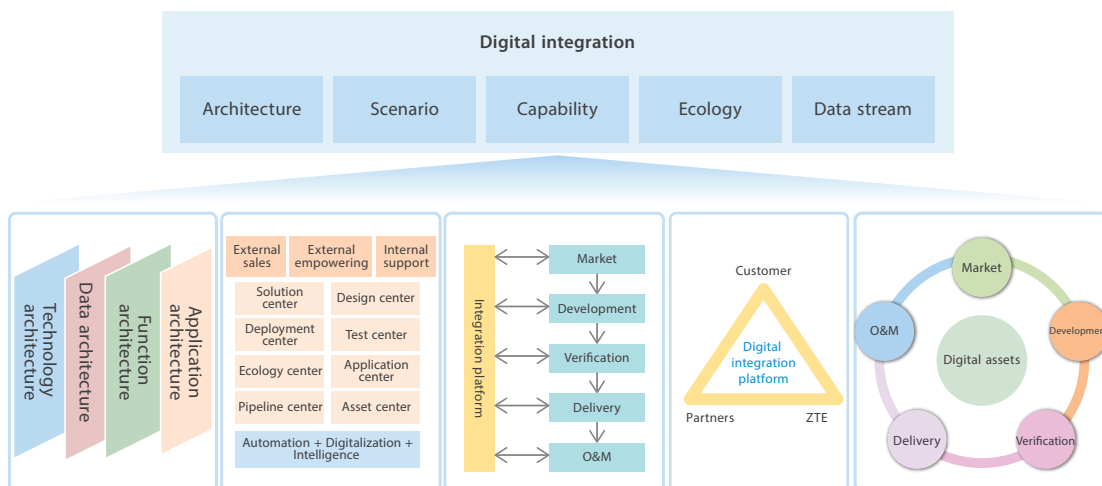 Digital integration
Architecture
Scenario
Capability
Ecology
Data stream
Technology
architecture
Data architecture
Function
architecture
Application
architecture
External
sales
External
empowering
Internal
support
Solution
center
Design center
Deployment
center
Test center
Ecology center
Application
center
Pipeline center
Asset center
Automation + Digitalization +
Intelligence
Integration platform
Market
Development
Verification
Delivery
O&M
Customer
Digital
integration
platform
Partners
ZTE
Market
O&M
Development
Digital assets
Delivery
Verification